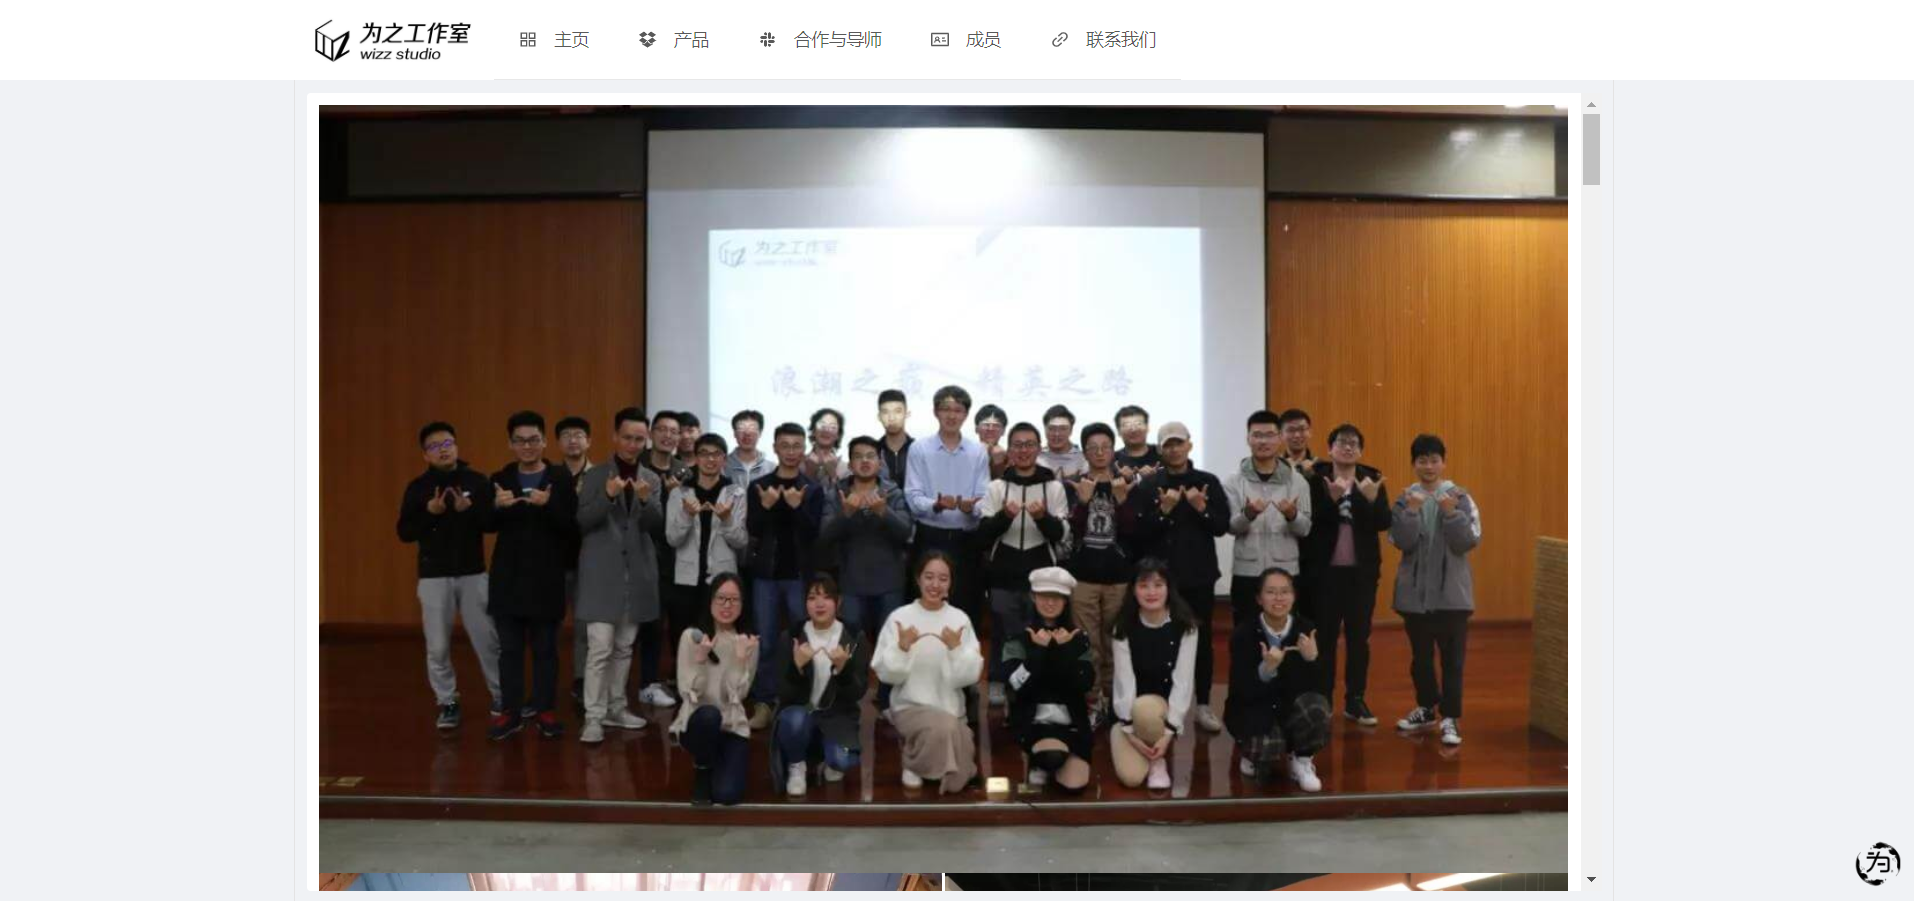 为之工作室
wizz studio
主页
产品
合作与导师
成员
联系我们
为之工作室
浪潮之巅 精英之路
为